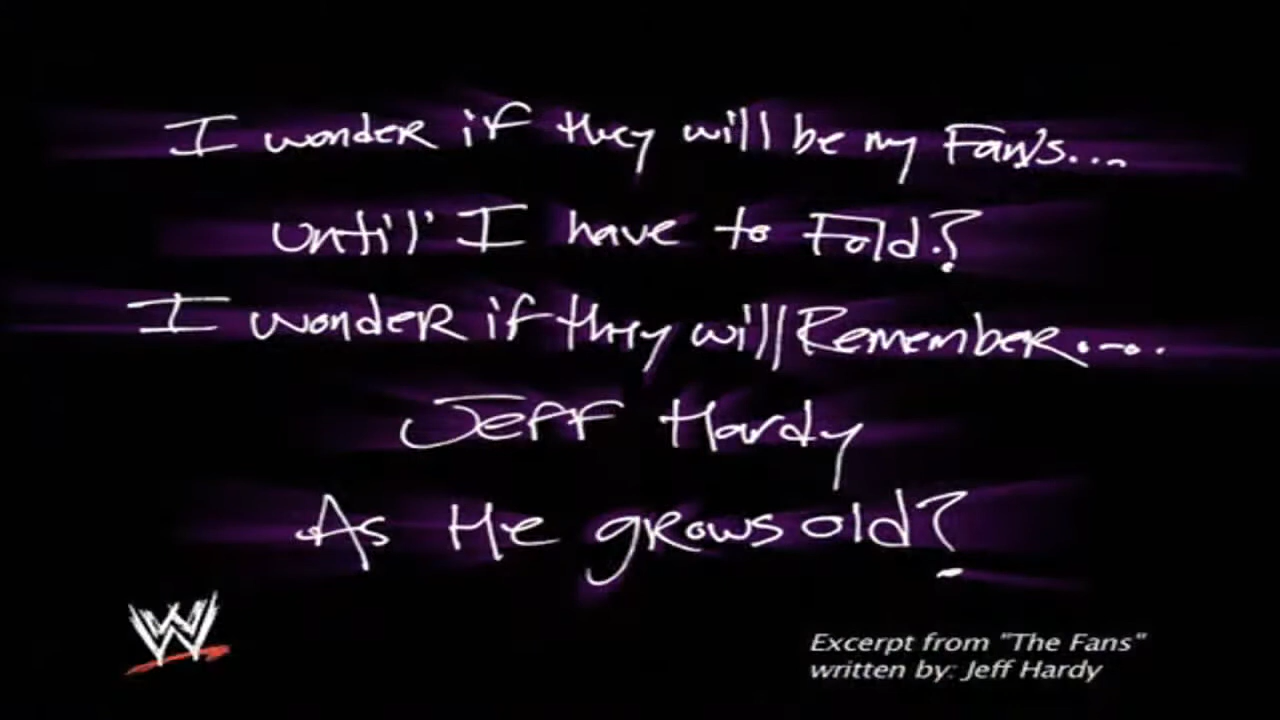 I wonder if they will be my Fan's...
until' I have to Fold?
I wonder if they will Remember....
Jeff Hardy
As He grows old?
W
Excerpt from "The Fans"
written by: Jeff Hardy